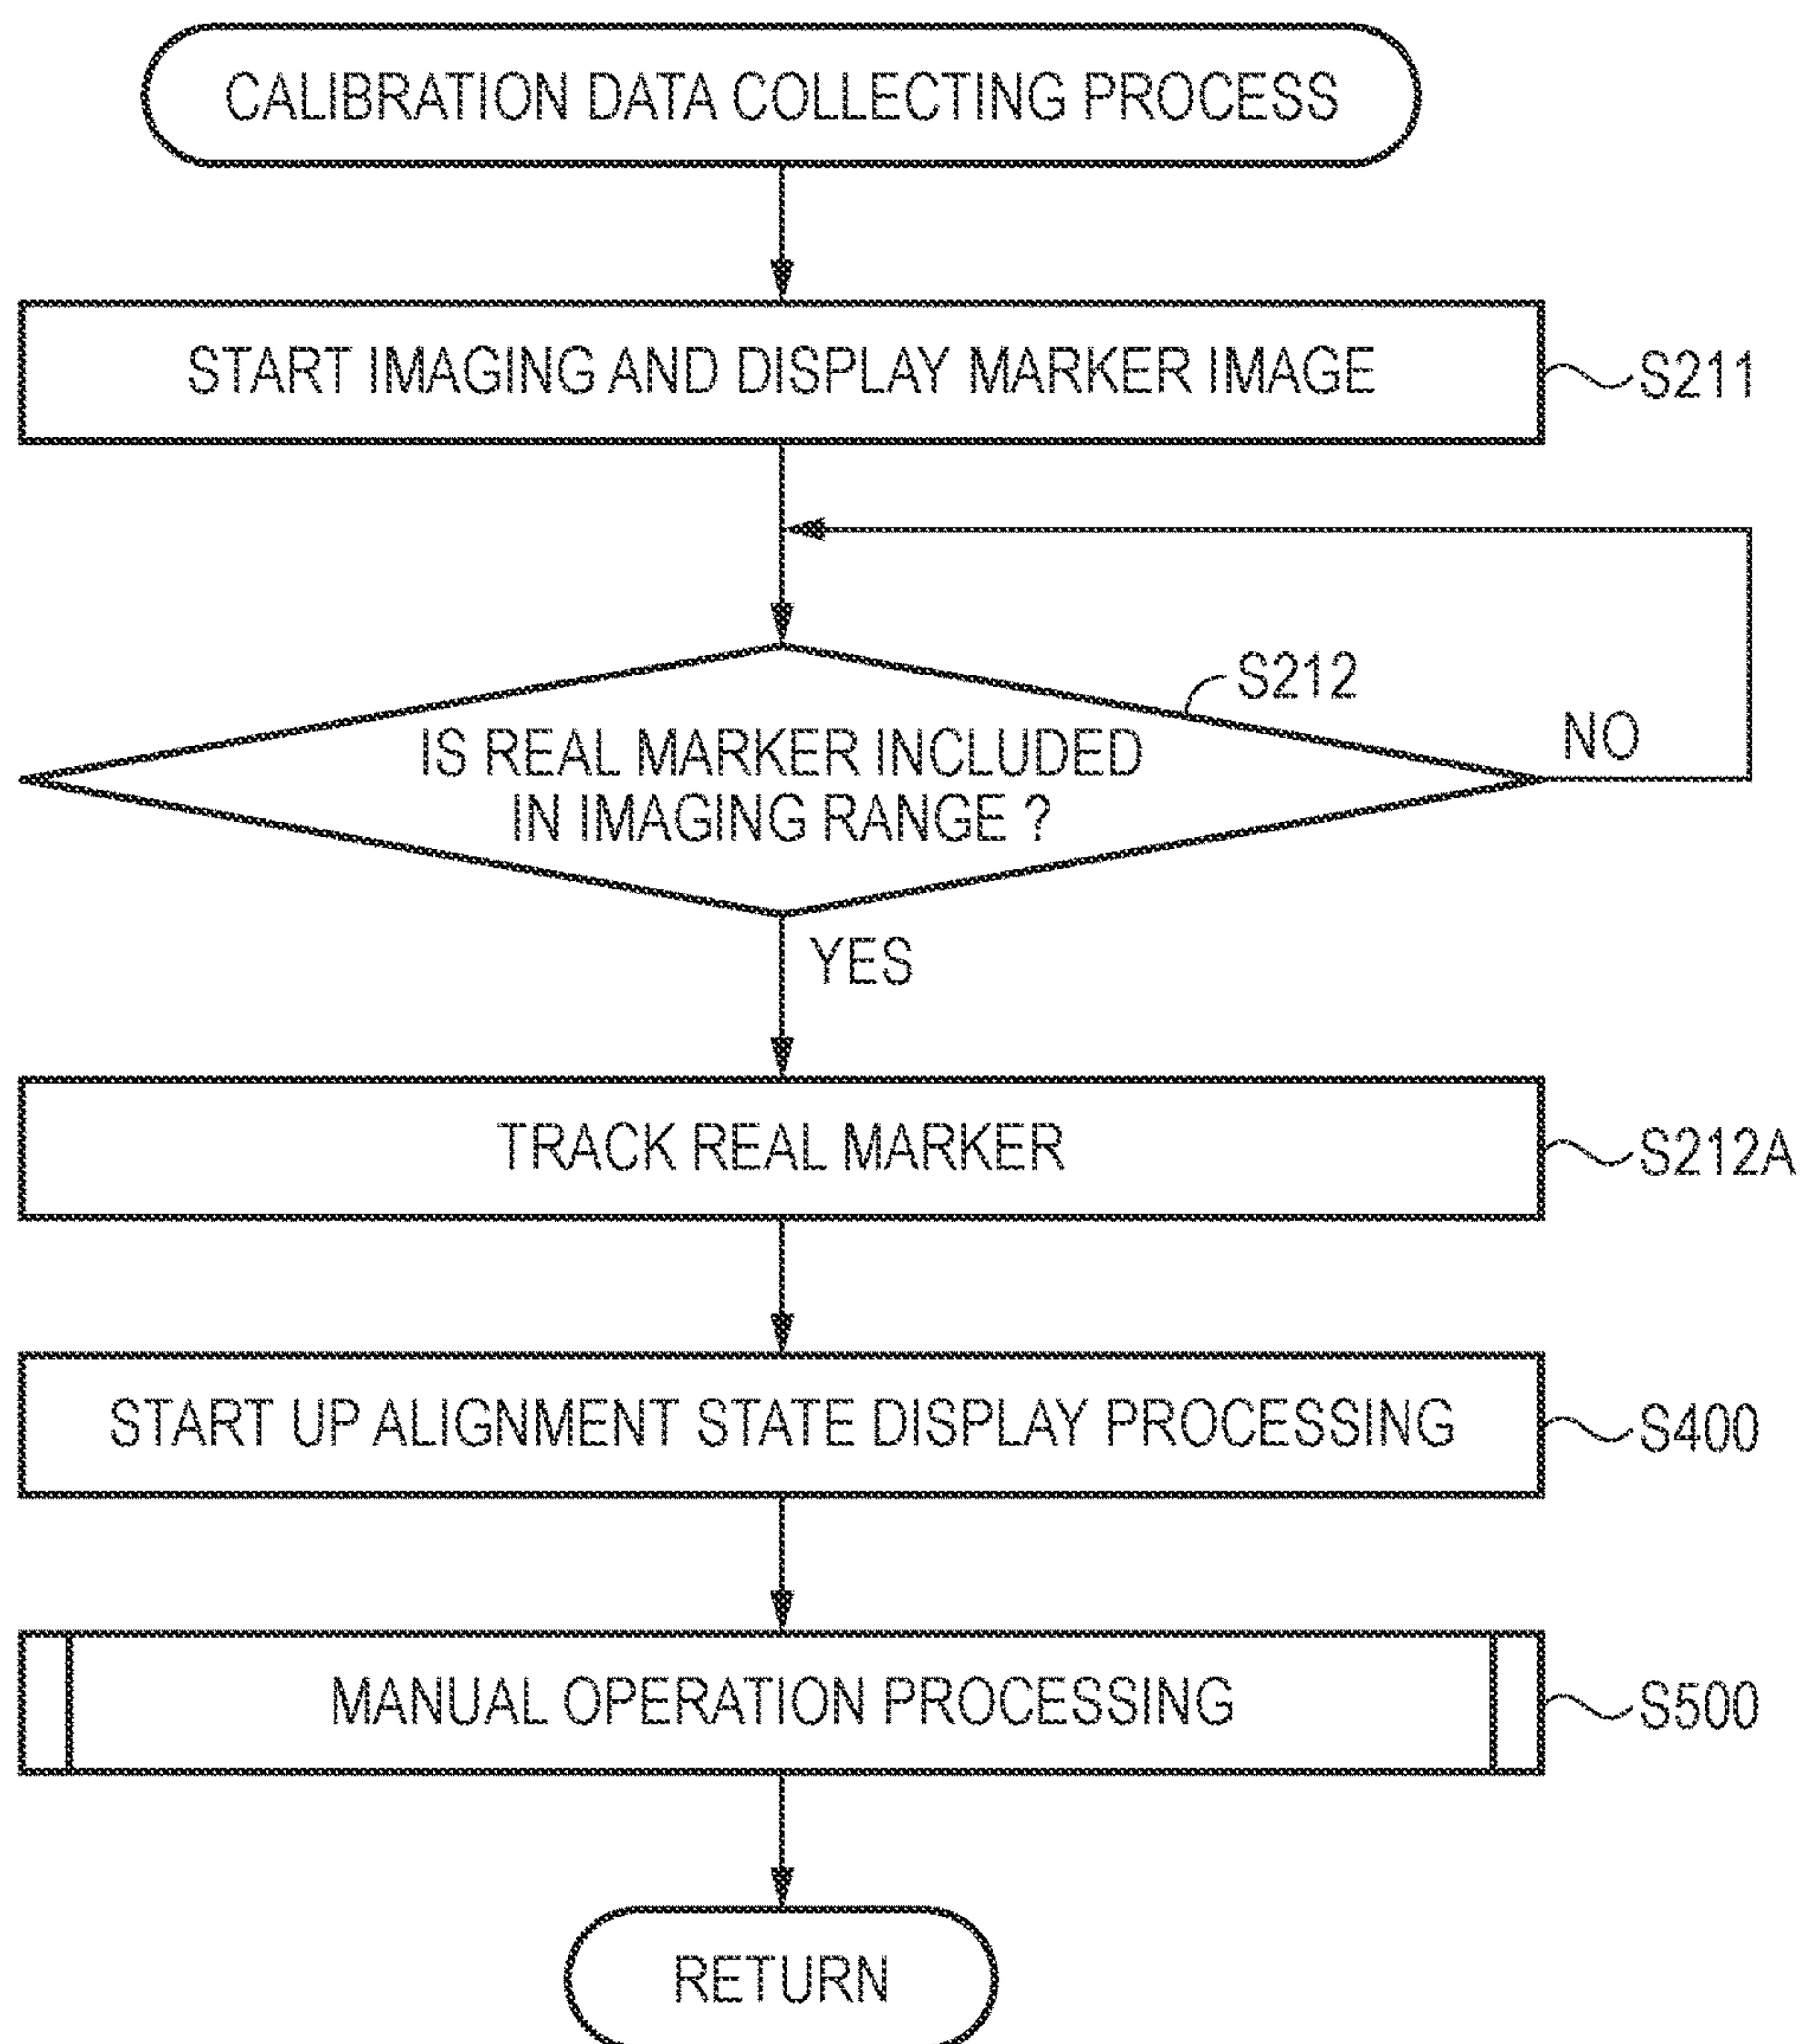 CALIBRATION DATA COLLECTING PROCESS
START IMAGING AND DISPLAY MARKER IMAGE
S211
S212
IS REAL MARKER INCLUDED
IN IMAGING RANGE ?
NO
YES
TRACK REAL MARKER
S212A
START UP ALIGNMENT STATE DISPLAY PROCESSING
S400
MANUAL OPERATION PROCESSING
S500
RETURN